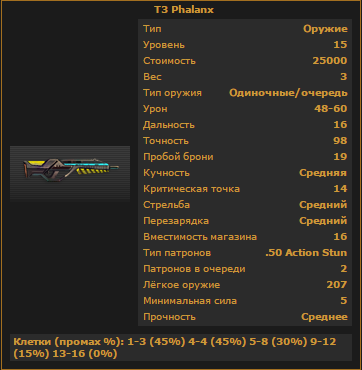 T3 Phalanx
Тип Оружие
Уровень 15
Стоимость 25000
Вес 3
Тип оружия Одиночные/очередь
Урон 48-60
Дальность 16
Точность 98
Пробой брони 19
Кучность Средняя
Критическая точка 14
Стрельба Средний
Перезарядка Средний
Вместимость магазина 16
Тип патронов .50 Action Stun
Патронов в очереди 2
Лёгкое оружие 207
Минимальная сила 5
Прочность Среднее
Клетки (промах %): 1-3 (45%) 4-4 (45%) 5-8 (30%) 9-12
(15%) 13-16 (0%)